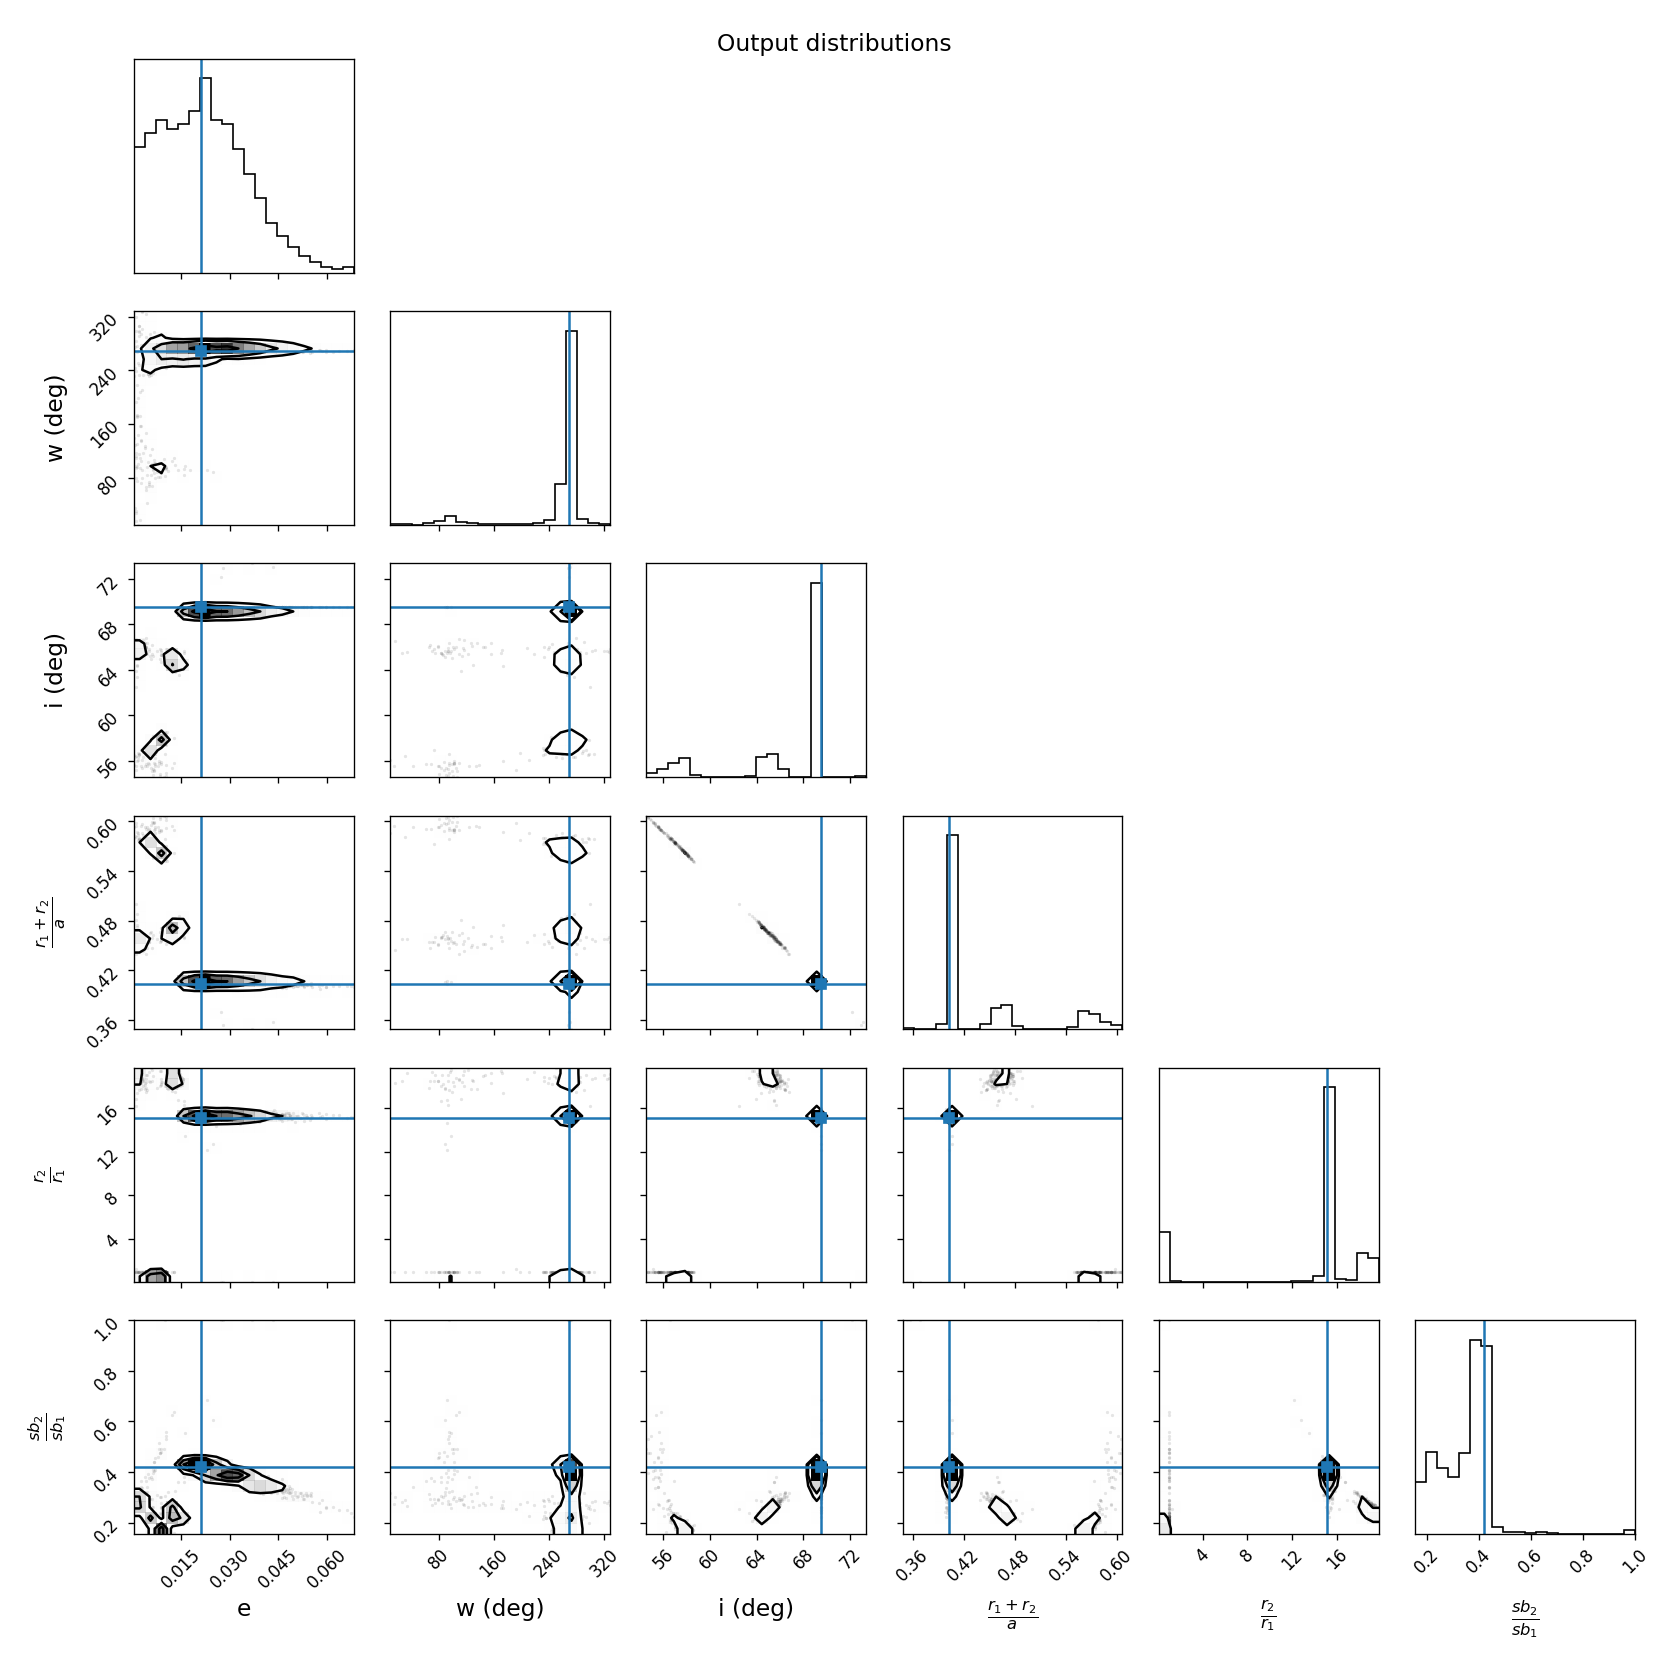 Output distributions
w (deg)
320
240
160
80
i (deg)
72
68
64
60
56
r₁ + r₂
a
0.60
0.54
0.48
0.42
0.36
r₂
r₁
16
12
8
4
sb₂
sb₁
1.0
0.8
0.6
0.4
0.2
0.015 0.030 0.045 0.060
80 160 240 320
56 60 64 68 72
0.36 0.42 0.48 0.54 0.60
4 8 12 16
0.2 0.4 0.6 0.8 1.0
e
w (deg)
i (deg)
r₁ + r₂
a
r₂
r₁
sb₂
sb₁